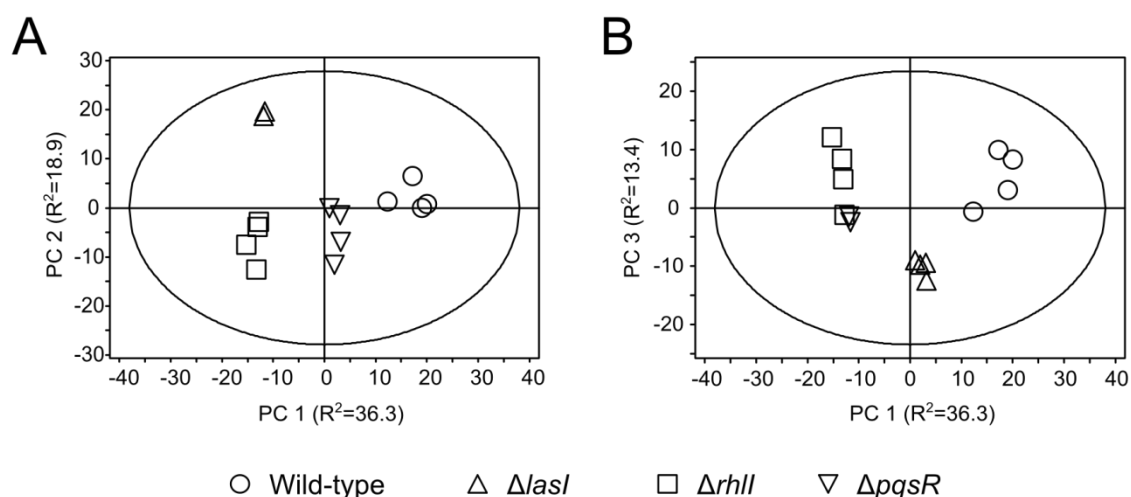 A
B
30
20
10
0
-10
-20
-30
PC 2 (R²=18.9)
-40 -30 -20 -10 0 10 20 30 40
PC 1 (R²=36.3)
20
10
0
-10
-20
PC 3 (R²=13.4)
-40 -30 -20 -10 0 10 20 30 40
PC 1 (R²=36.3)
Wild-type ΔlasI ΔrhlI ΔpqsR